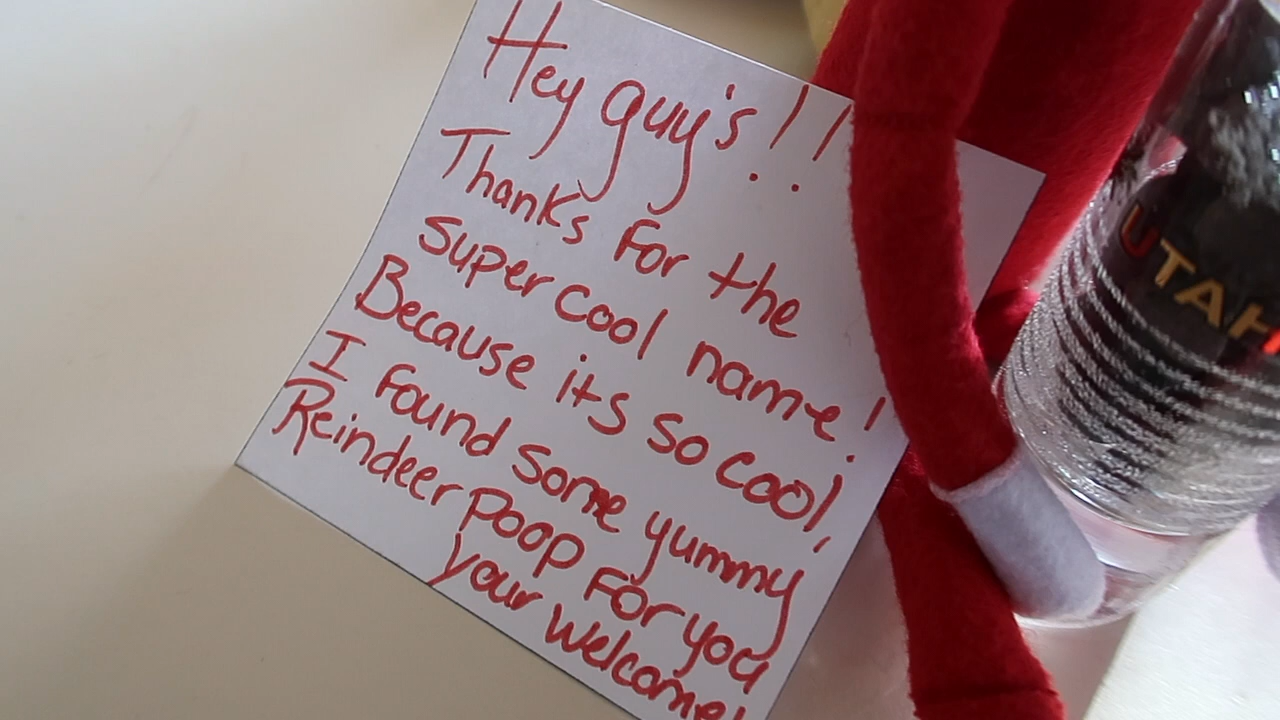 Hey guy's!!
Thanks for the
super cool name!
Because its so cool,
I found some yummy
Reindeer poop for you
your welcome!
UTAH